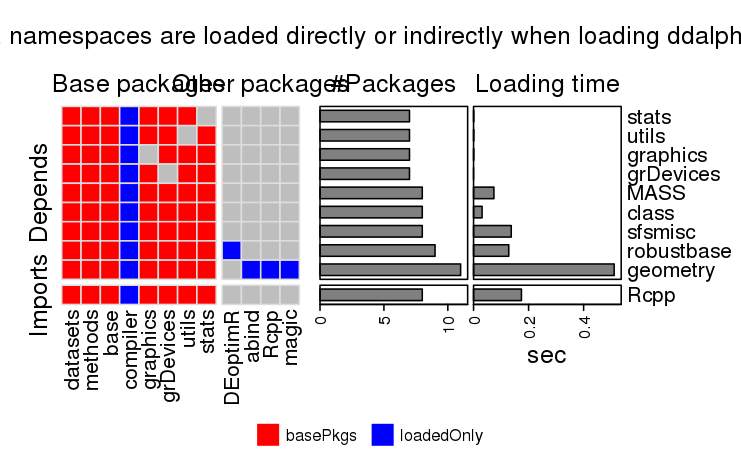 namespaces are loaded directly or indirectly when loading ddalph
Base packages
Other packages
#Packages
Loading time
Depends
Imports
stats
utils
graphics
grDevices
MASS
class
sfsmisc
robustbase
geometry
Rcpp
datasets
methods
base
compiler
graphics
grDevices
utils
stats
DEoptimR
abind
Rcpp
magic
0
5
10
0
0.2
0.4
sec
basePkgs
loadedOnly